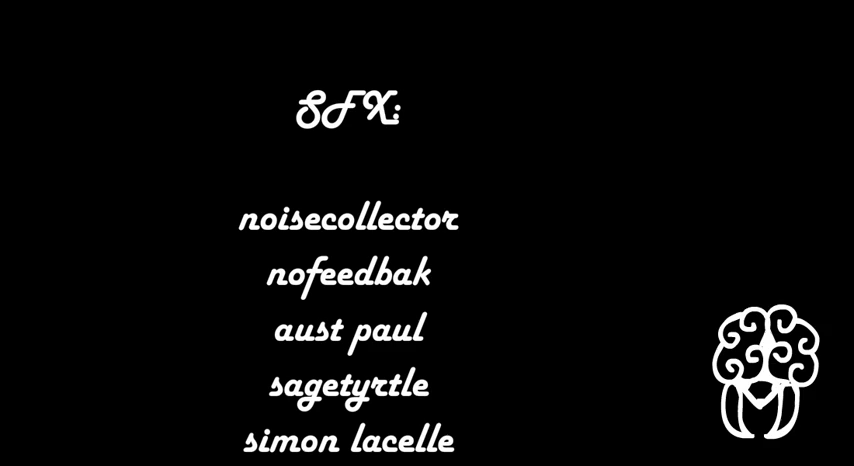 SFX:
noisecollector
nofeedbak
aust paul
sagetyrtle
simon lacelle